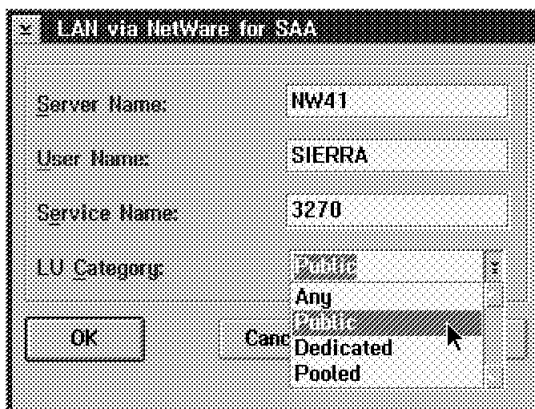 LAN via NetWare for SAA
Server Name: NW41
User Name: SIERRA
Service Name: 3270
LU Category: Public
Any
Public
OK Canc
Dedicated
Pooled